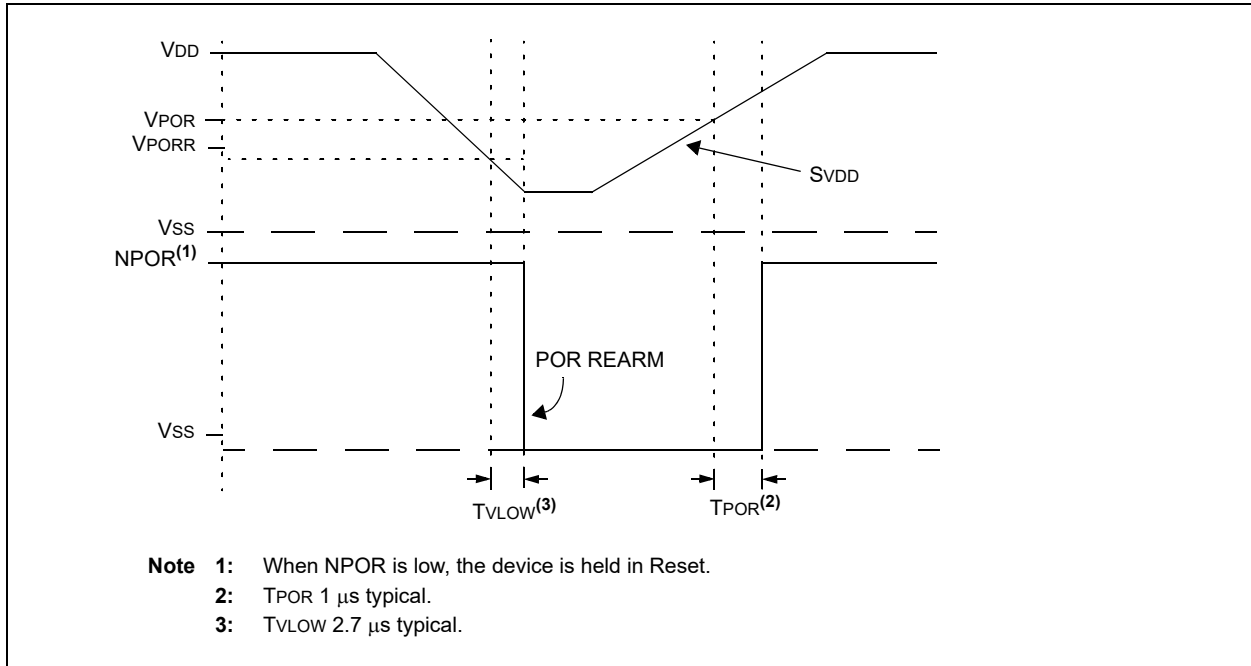 VDD
VPOR
VPORR
SVDD
VSS
NPOR(1)
POR REARM
VSS
TVLOW(3)
TPOR(2)
Note 1: When NPOR is low, the device is held in Reset.
2: TPOR 1 μs typical.
3: TVLOW 2.7 μs typical.